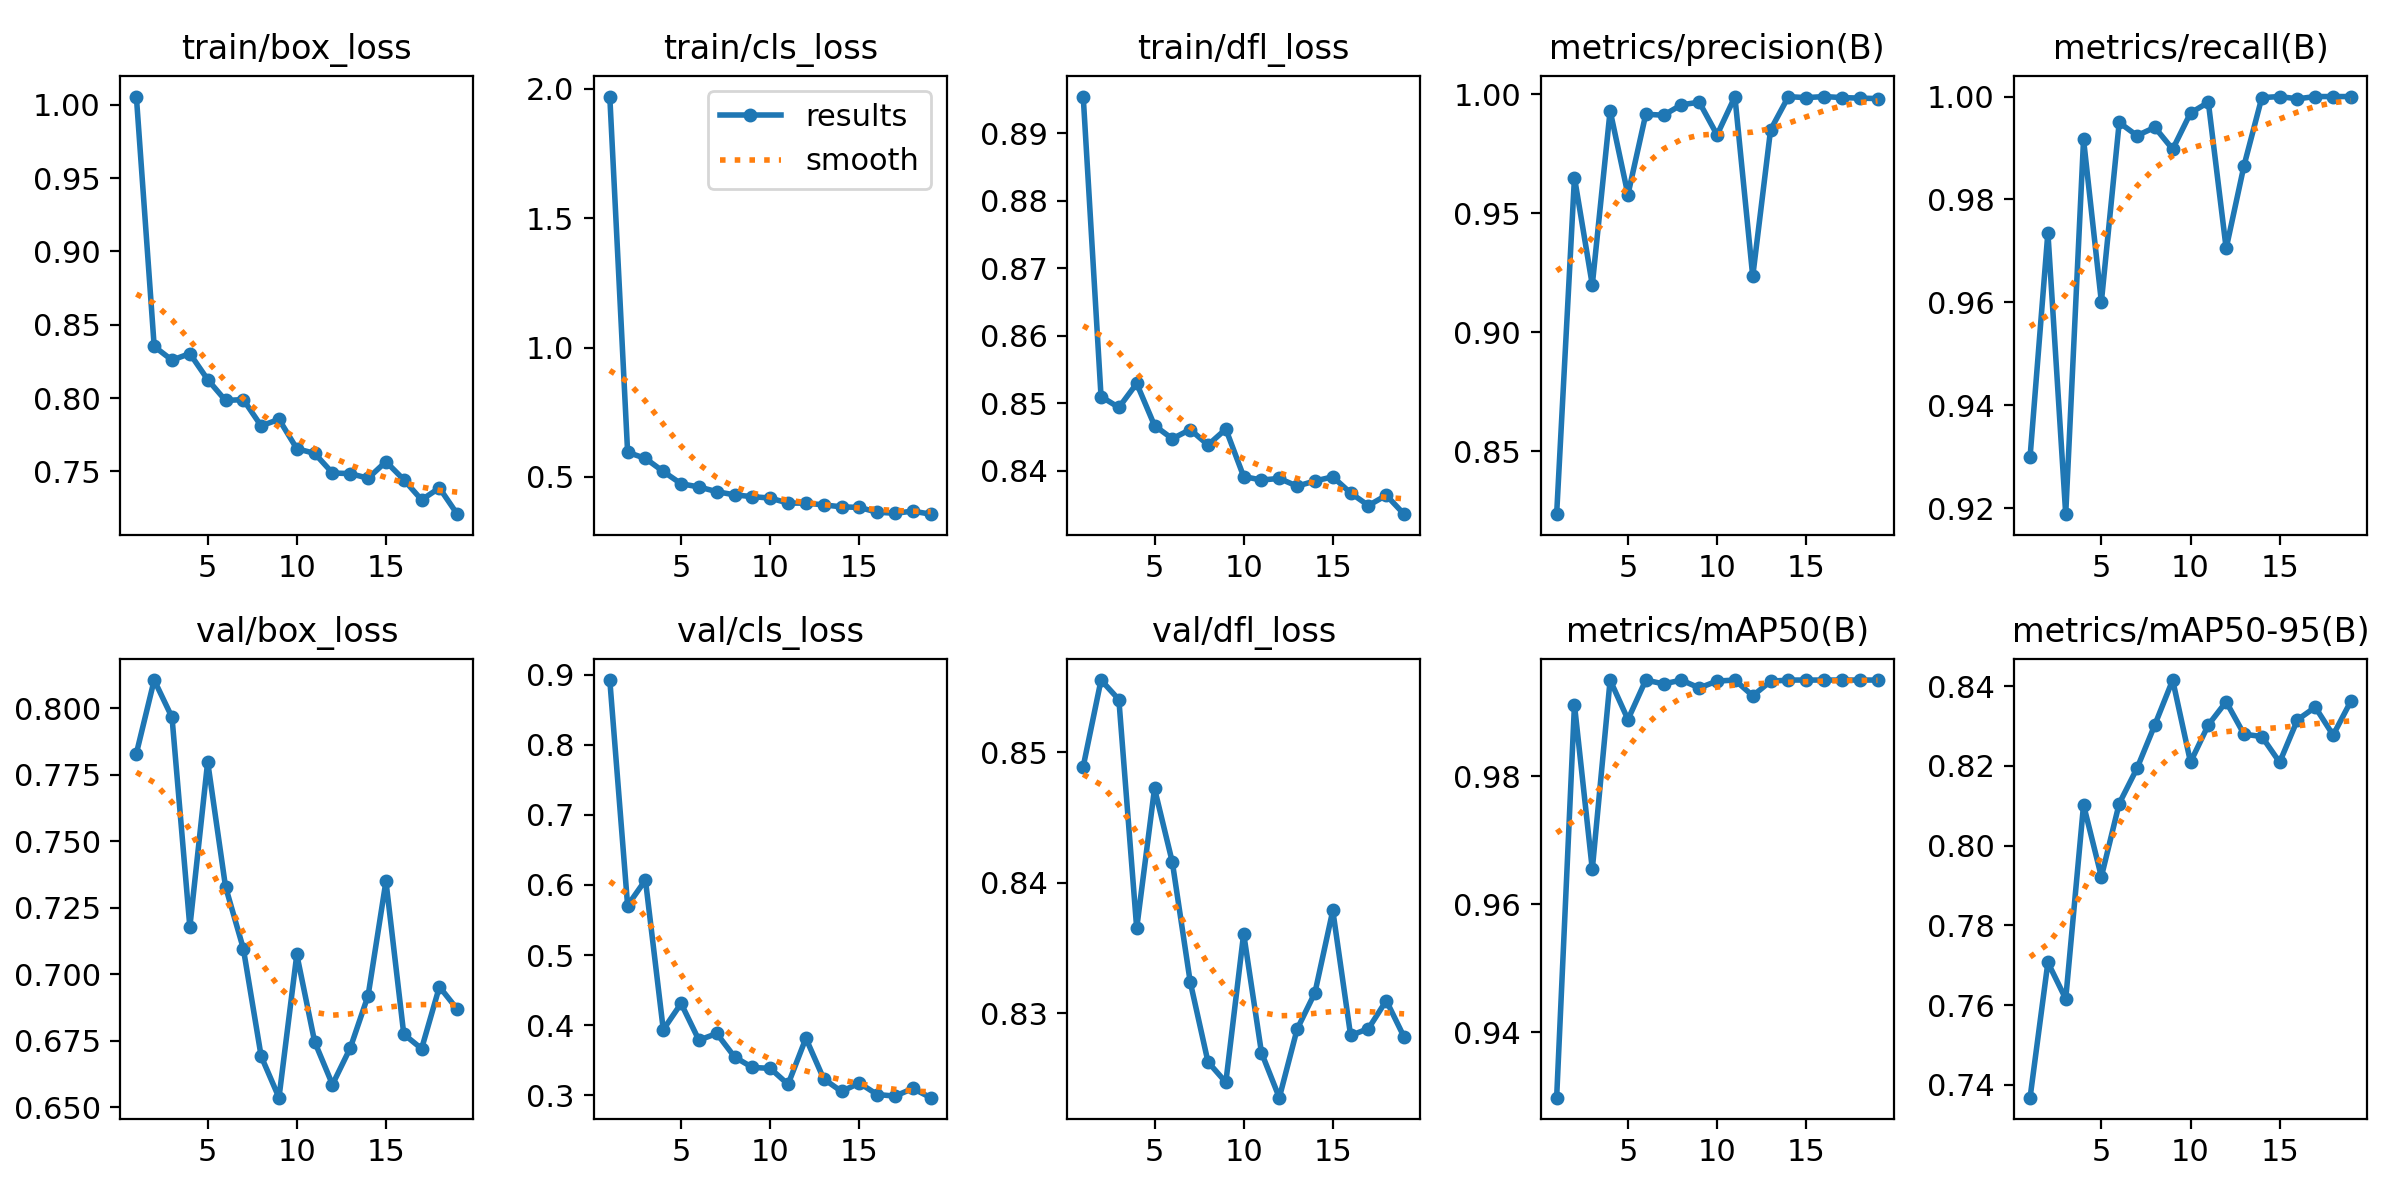 train/box_loss
1.00
0.95
0.90
0.85
0.80
0.75
5 10 15
train/cls_loss
results
smooth
2.0
1.5
1.0
0.5
5 10 15
train/dfl_loss
0.89
0.88
0.87
0.86
0.85
0.84
5 10 15
metrics/precision(B)
1.00
0.95
0.90
0.85
5 10 15
metrics/recall(B)
1.00
0.98
0.96
0.94
0.92
5 10 15
val/box_loss
0.800
0.775
0.750
0.725
0.700
0.675
0.650
5 10 15
val/cls_loss
0.9
0.8
0.7
0.6
0.5
0.4
0.3
5 10 15
val/dfl_loss
0.85
0.84
0.83
5 10 15
metrics/mAP50(B)
0.98
0.96
0.94
5 10 15
metrics/mAP50-95(B)
0.84
0.82
0.80
0.78
0.76
0.74
5 10 15